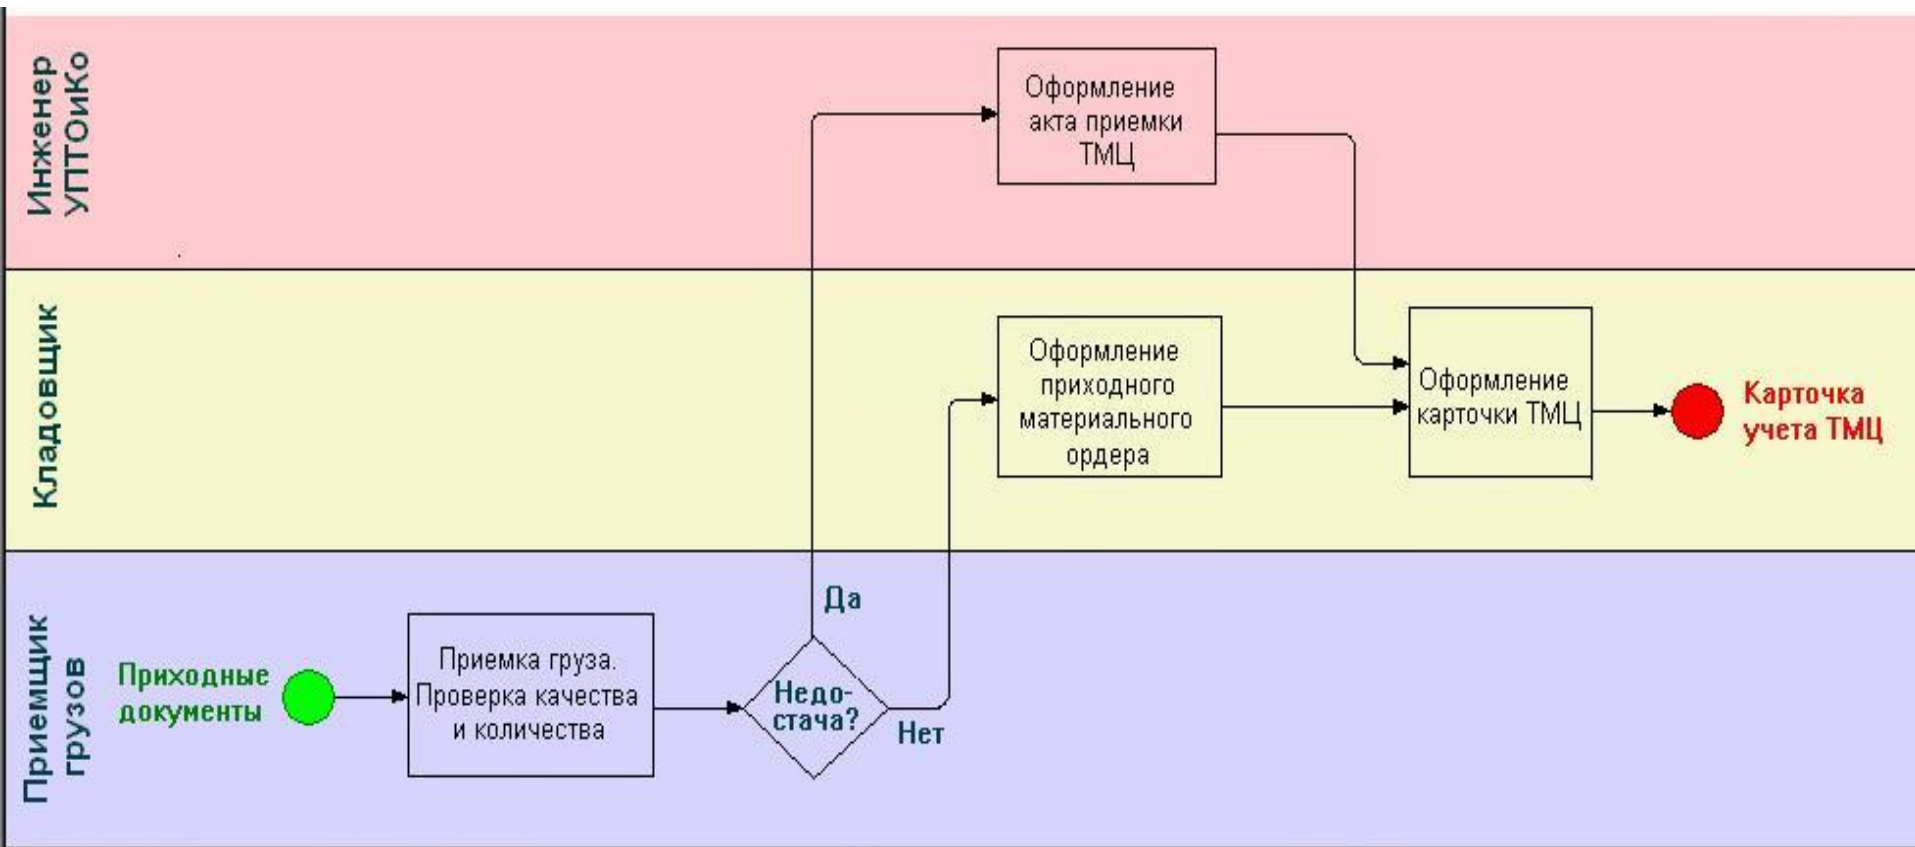 Инженер
УПТОиКо
Оформление
акта приемки
ТМЦ
Кладовщик
Оформление
приходного
материального
ордера
Оформление
карточки ТМЦ
Карточка
учета ТМЦ
Приемщик
грузов
Приходные
документы
Приемка груза.
Проверка качества
и количества
Недо-
стача?
Да
Нет